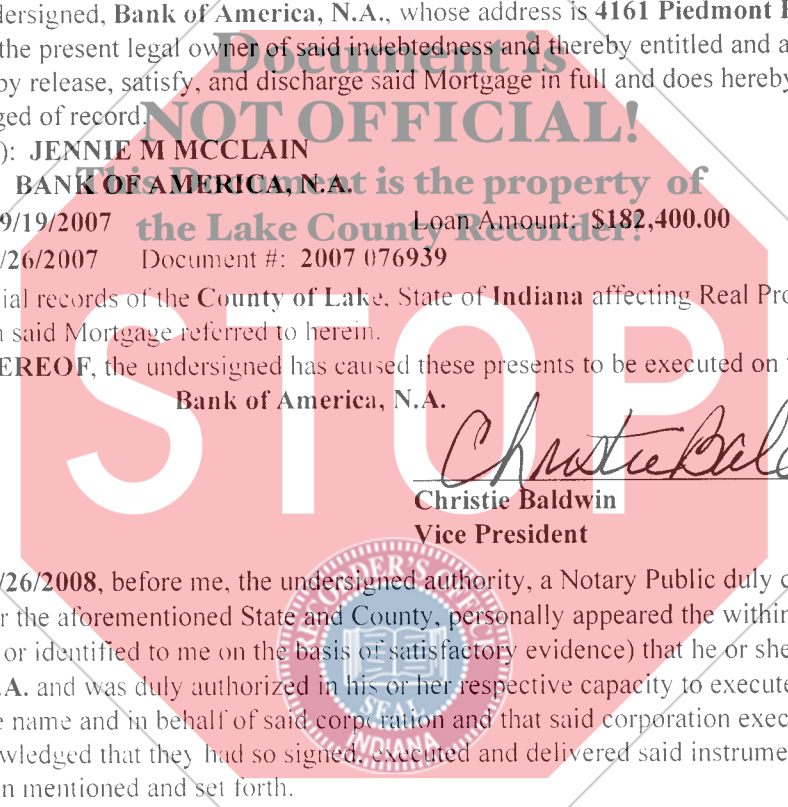 dersigned, Bank of America, N.A., whose address is 4161 Piedmont
the present legal owner of said indebtedness and thereby entitled and a
by release, satisfy, and discharge said Mortgage in full and does hereby
ged of record.
Document is
NOT OFFICIAL!
This Document is the property of
the Lake County Recorder!
): JENNIE M MCCLAIN
BANK OF AMERICA, N.A.
9/19/2007 Loan Amount: $182,400.00
/26/2007 Document #: 2007 076939
ial records of the County of Lake, State of Indiana affecting Real Pro
n said Mortgage referred to herein.
EREOF, the undersigned has caused these presents to be executed on
Bank of America, N.A.
STOP
Christie Bal
Christie Baldwin
Vice President
/26/2008, before me, the undersigned authority, a Notary Public duly
r the aforementioned State and County, personally appeared the within
or identified to me on the basis of satisfactory evidence) that he or she
.A. and was duly authorized in his or her respective capacity to execute
e name and in behalf of said corporation and that said corporation exec
wledged that they had so signed, executed and delivered said instrume
n mentioned and set forth.
RECORDER'S OFFICE
SEAL
INDIANA